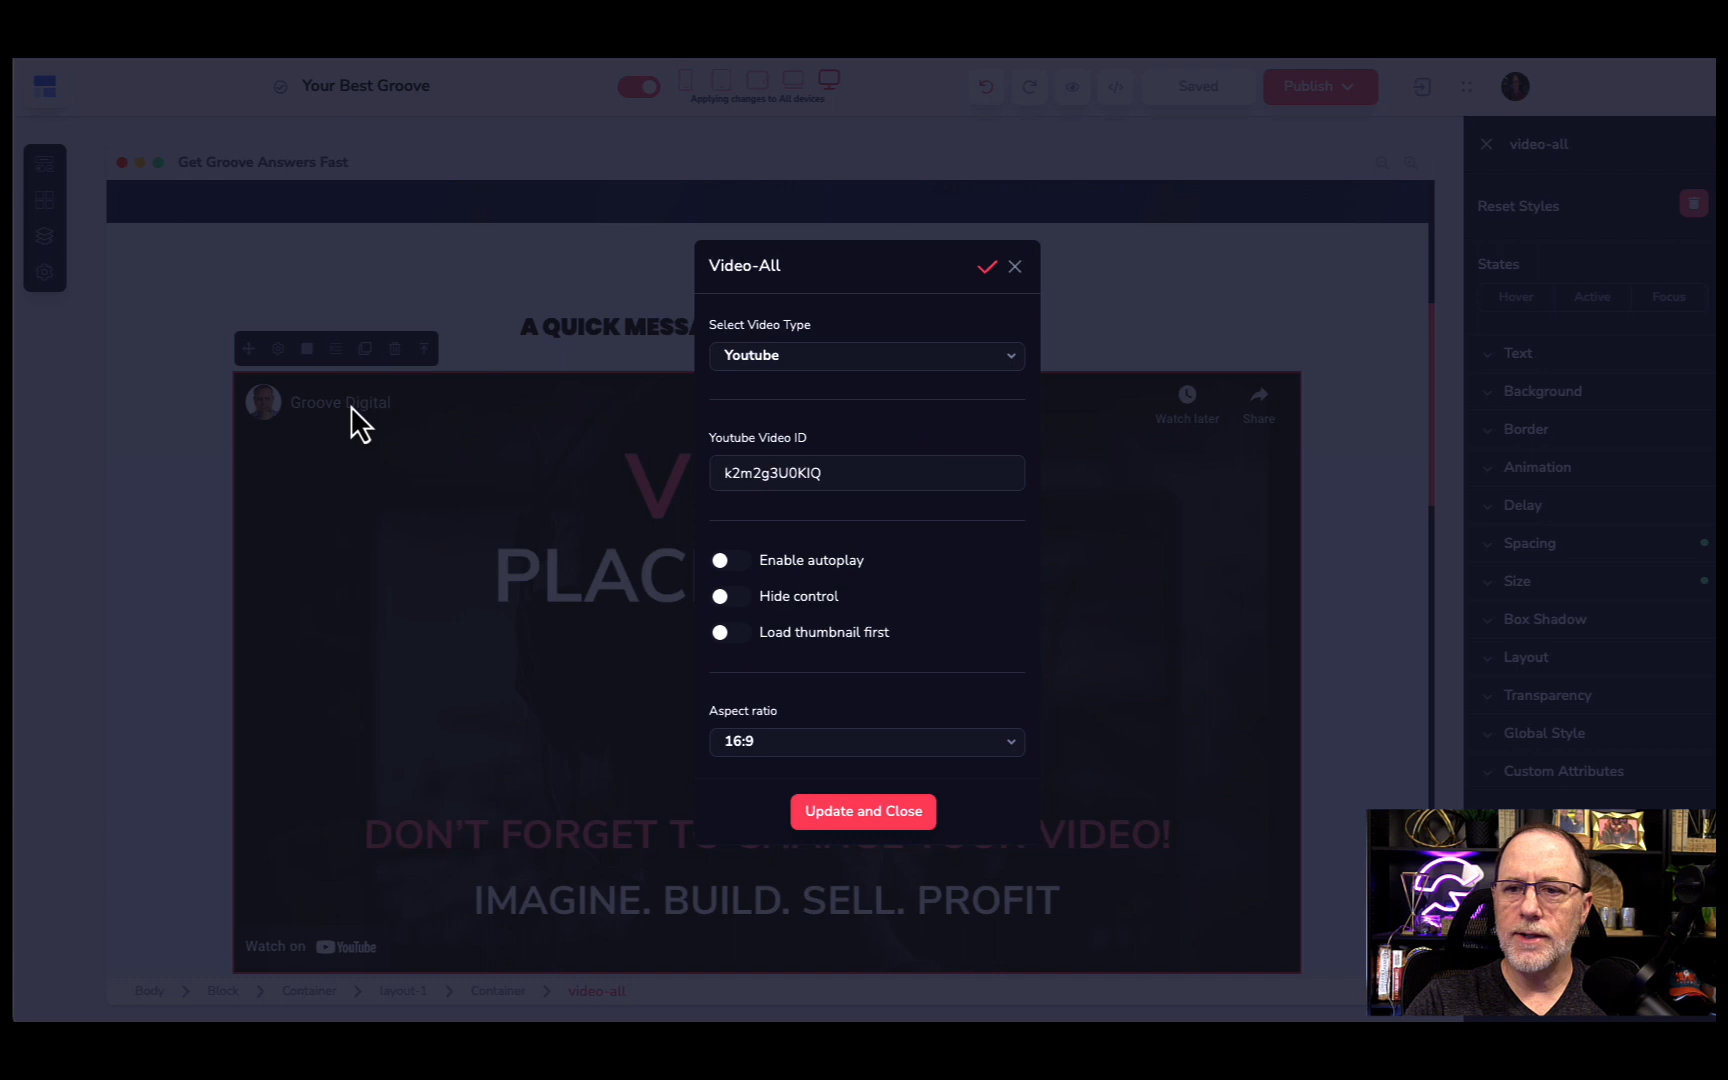 Your Best Groove
Applying changes to All devices
Saved
Publish
Get Groove Answers Fast
video-all
Reset Styles
States
Hover
Active
Focus
Text
Background
Border
Animation
Delay
Spacing
Size
Box Shadow
Layout
Transparency
Global Style
Custom Attributes
A QUICK MESSA
Groove Digital
Watch later
Share
V
PLAC
DON'T FORGET T
VIDEO!
IMAGINE. BUILD. SELL. PROFIT
Watch on YouTube
Video-All
Select Video Type
Youtube
Youtube Video ID
k2m2g3U0KIQ
Enable autoplay
Hide control
Load thumbnail first
Aspect ratio
16:9
Update and Close
Body
Block
Container
layout-1
Container
video-all